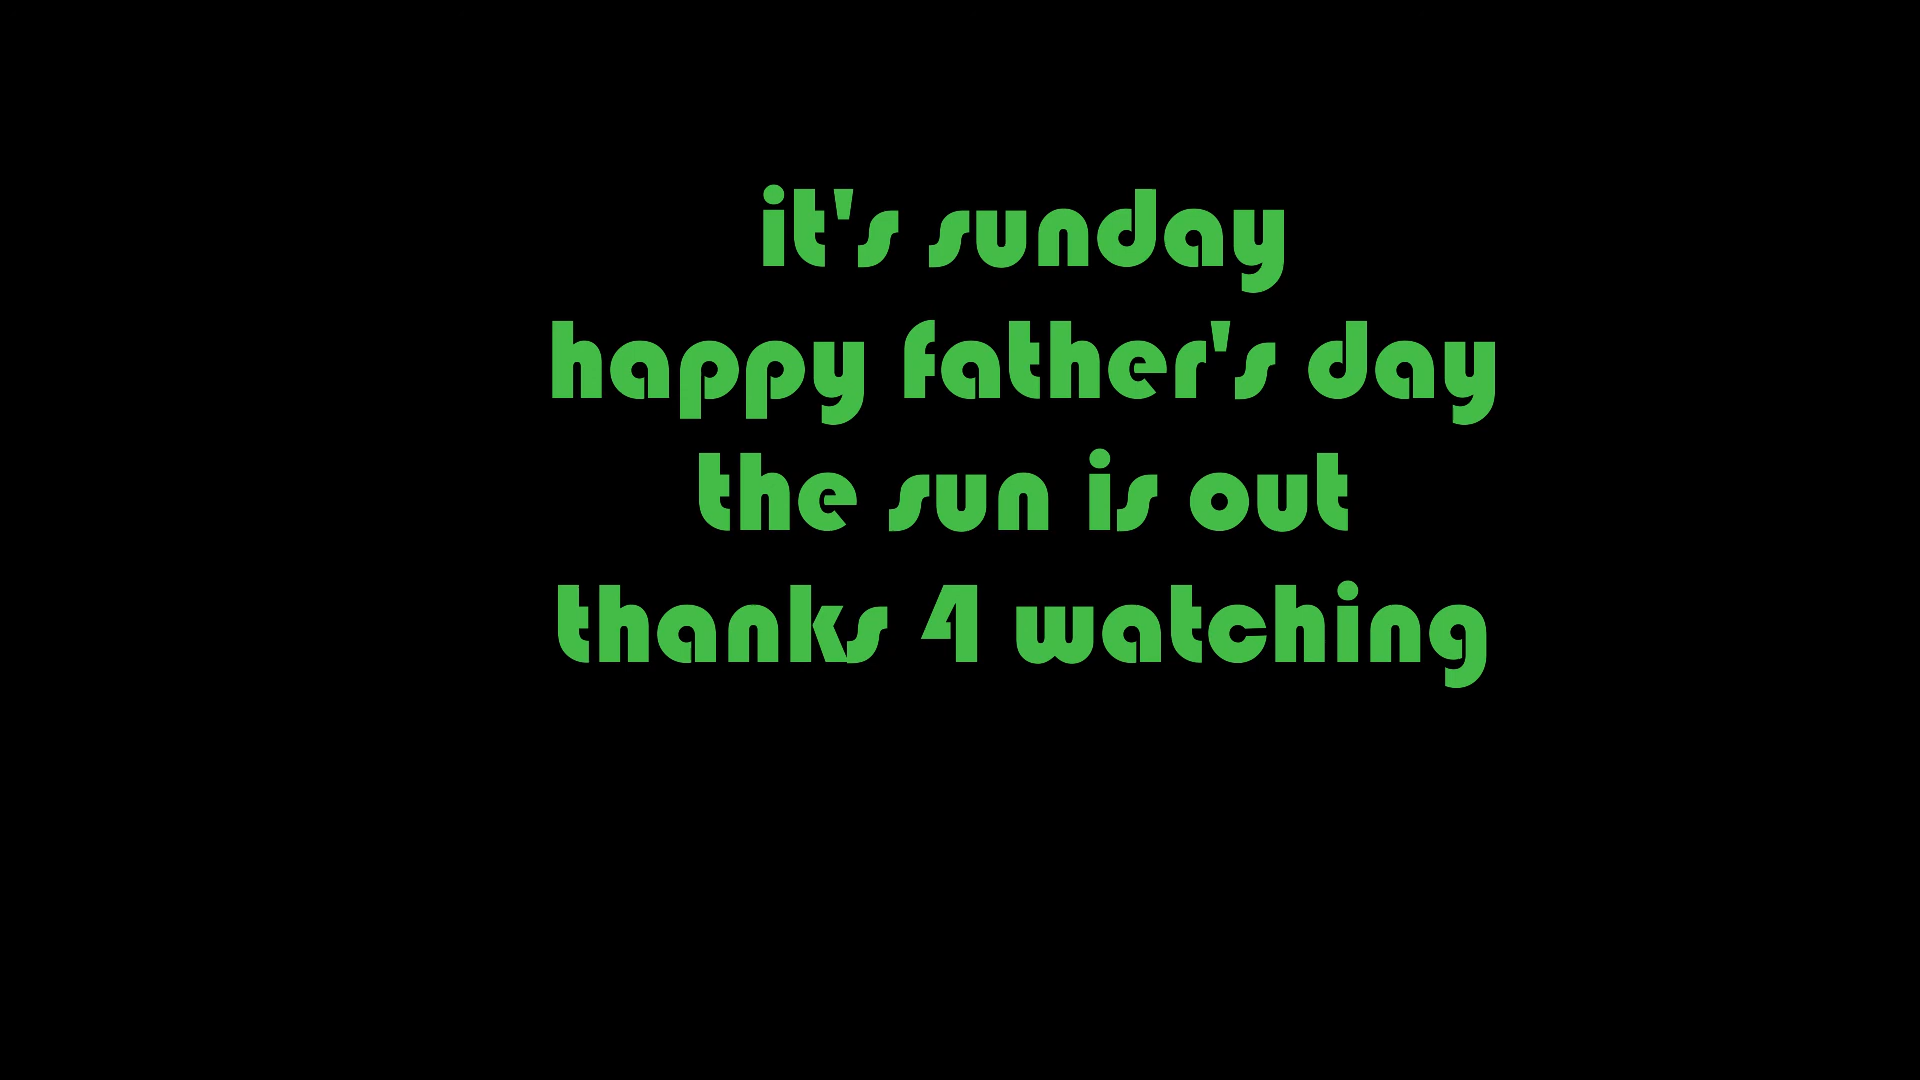 it's sunday
happy father's day
the sun is out
thanks 4 watching